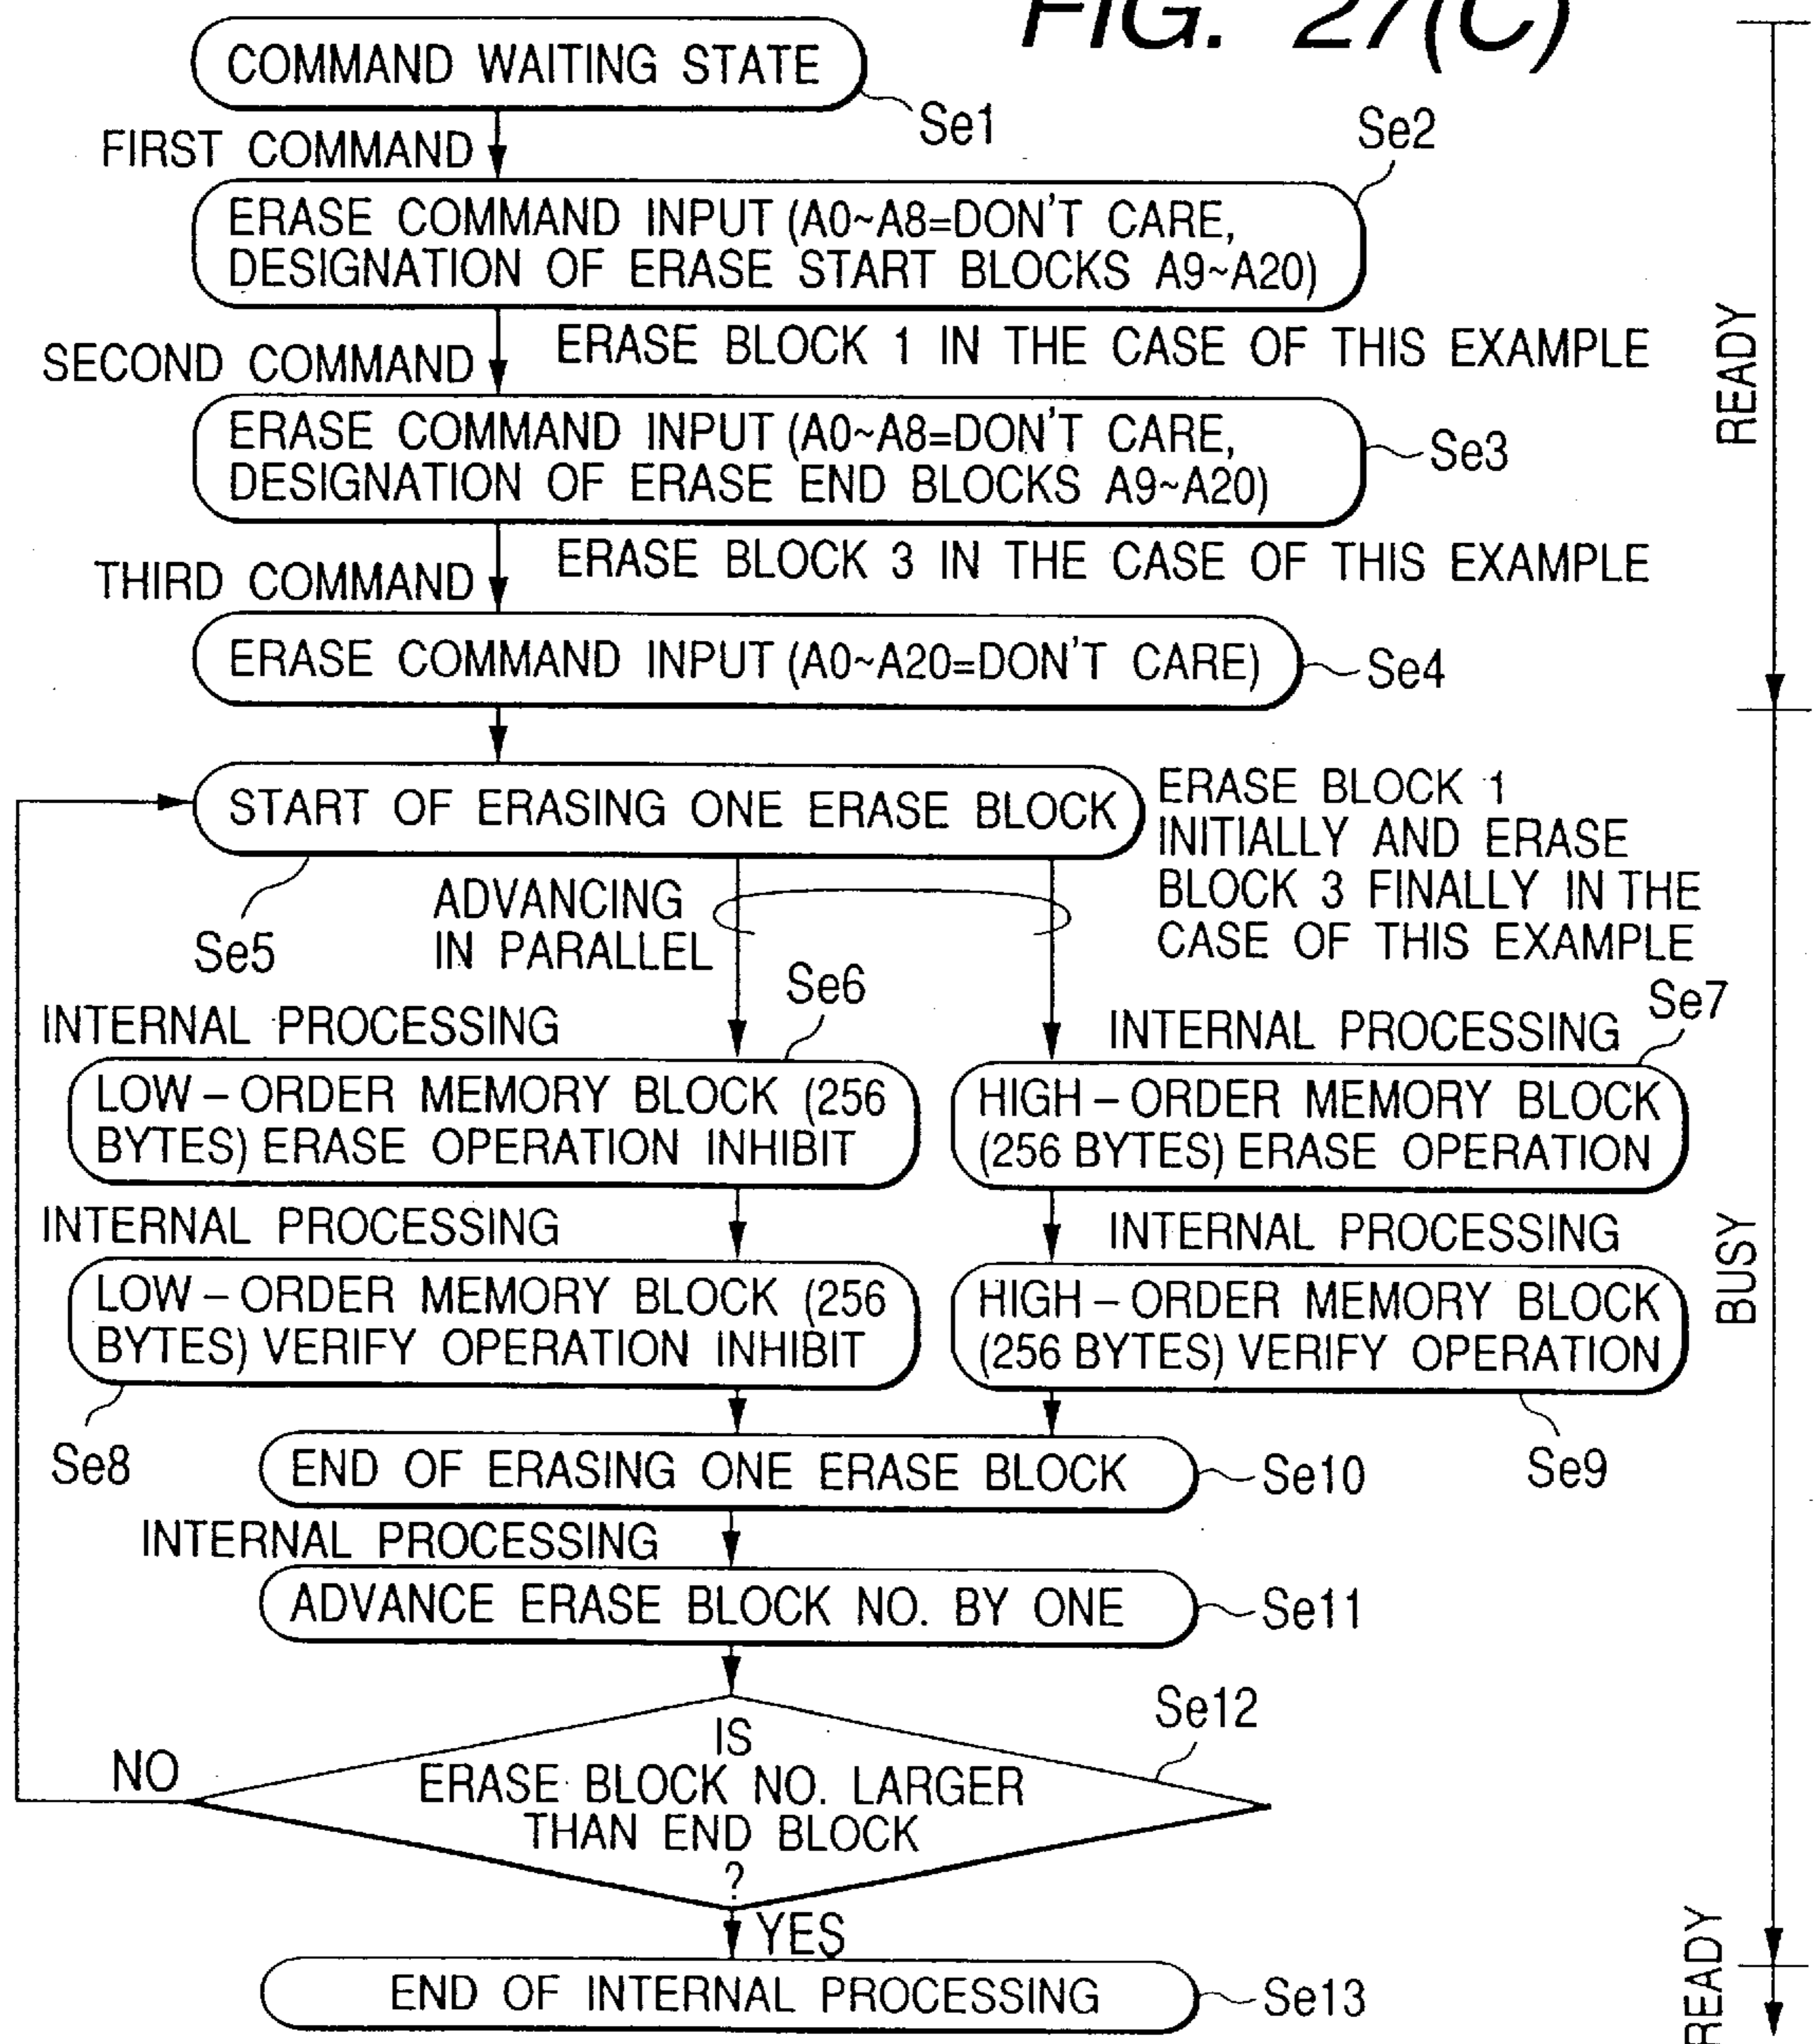 FIG. 27(C)
COMMAND WAITING STATE
Se1
FIRST COMMAND
Se2
ERASE COMMAND INPUT (A0~A8=DON'T CARE,
DESIGNATION OF ERASE START BLOCKS A9~A20)
SECOND COMMAND
ERASE BLOCK 1 IN THE CASE OF THIS EXAMPLE
ERASE COMMAND INPUT (A0~A8=DON'T CARE,
DESIGNATION OF ERASE END BLOCKS A9~A20)
Se3
THIRD COMMAND
ERASE BLOCK 3 IN THE CASE OF THIS EXAMPLE
ERASE COMMAND INPUT (A0~A20=DON'T CARE)
Se4
READY
START OF ERASING ONE ERASE BLOCK
ERASE BLOCK 1
INITIALLY AND ERASE
BLOCK 3 FINALLY IN THE
CASE OF THIS EXAMPLE
Se5
ADVANCING
IN PARALLEL
Se6
Se7
INTERNAL PROCESSING
INTERNAL PROCESSING
LOW-ORDER MEMORY BLOCK (256
BYTES) ERASE OPERATION INHIBIT
HIGH-ORDER MEMORY BLOCK
(256 BYTES) ERASE OPERATION
INTERNAL PROCESSING
INTERNAL PROCESSING
LOW-ORDER MEMORY BLOCK (256
BYTES) VERIFY OPERATION INHIBIT
HIGH-ORDER MEMORY BLOCK
(256 BYTES) VERIFY OPERATION
BUSY
Se8
Se9
END OF ERASING ONE ERASE BLOCK
Se10
INTERNAL PROCESSING
ADVANCE ERASE BLOCK NO. BY ONE
Se11
Se12
IS
ERASE BLOCK NO. LARGER
THAN END BLOCK
?
NO
YES
END OF INTERNAL PROCESSING
Se13
READY